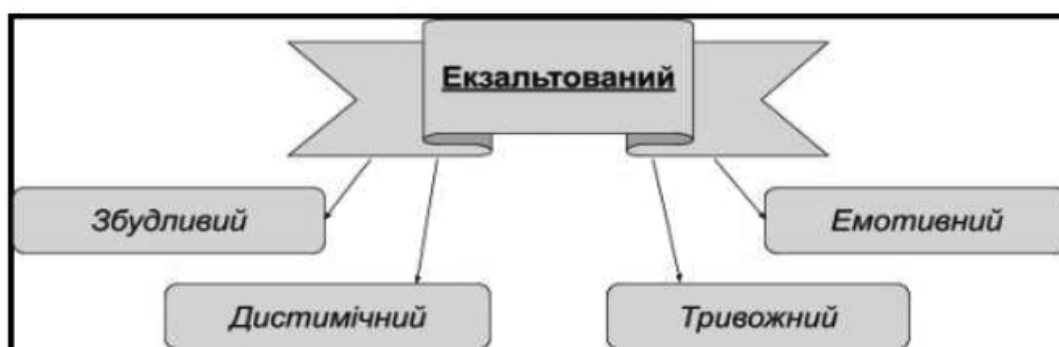 Екзальтований
Збудливий
Емотивний
Дистимічний
Тривожний